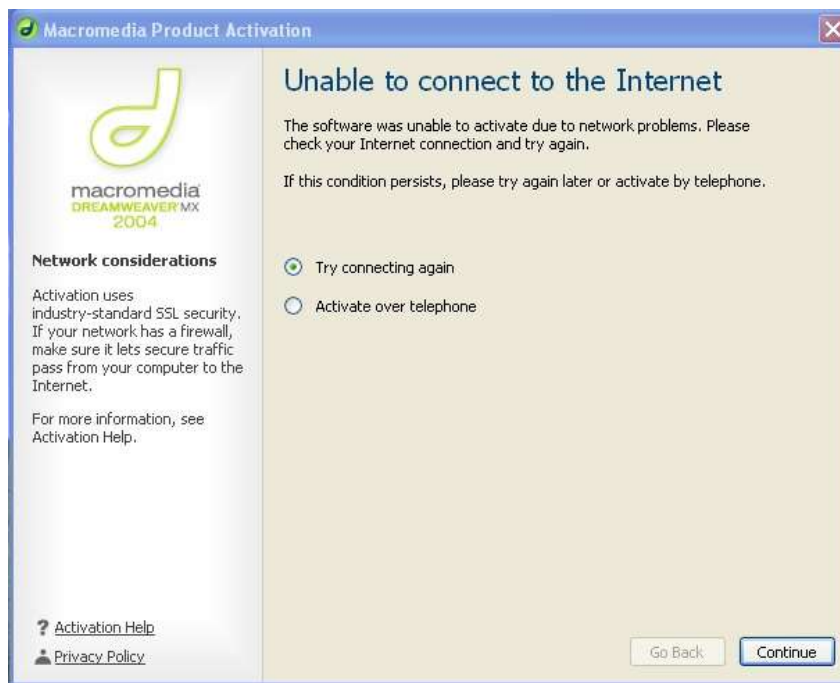 Macromedia Product Activation
macromedia
DREAMWEAVER MX
2004
Network considerations
Activation uses
industry-standard SSL security.
If your network has a firewall,
make sure it lets secure traffic
pass from your computer to the
Internet.
For more information, see
Activation Help.
? Activation Help
Privacy Policy
Unable to connect to the Internet
The software was unable to activate due to network problems. Please
check your Internet connection and try again.
If this condition persists, please try again later or activate by telephone.
Try connecting again
Activate over telephone
Go Back
Continue